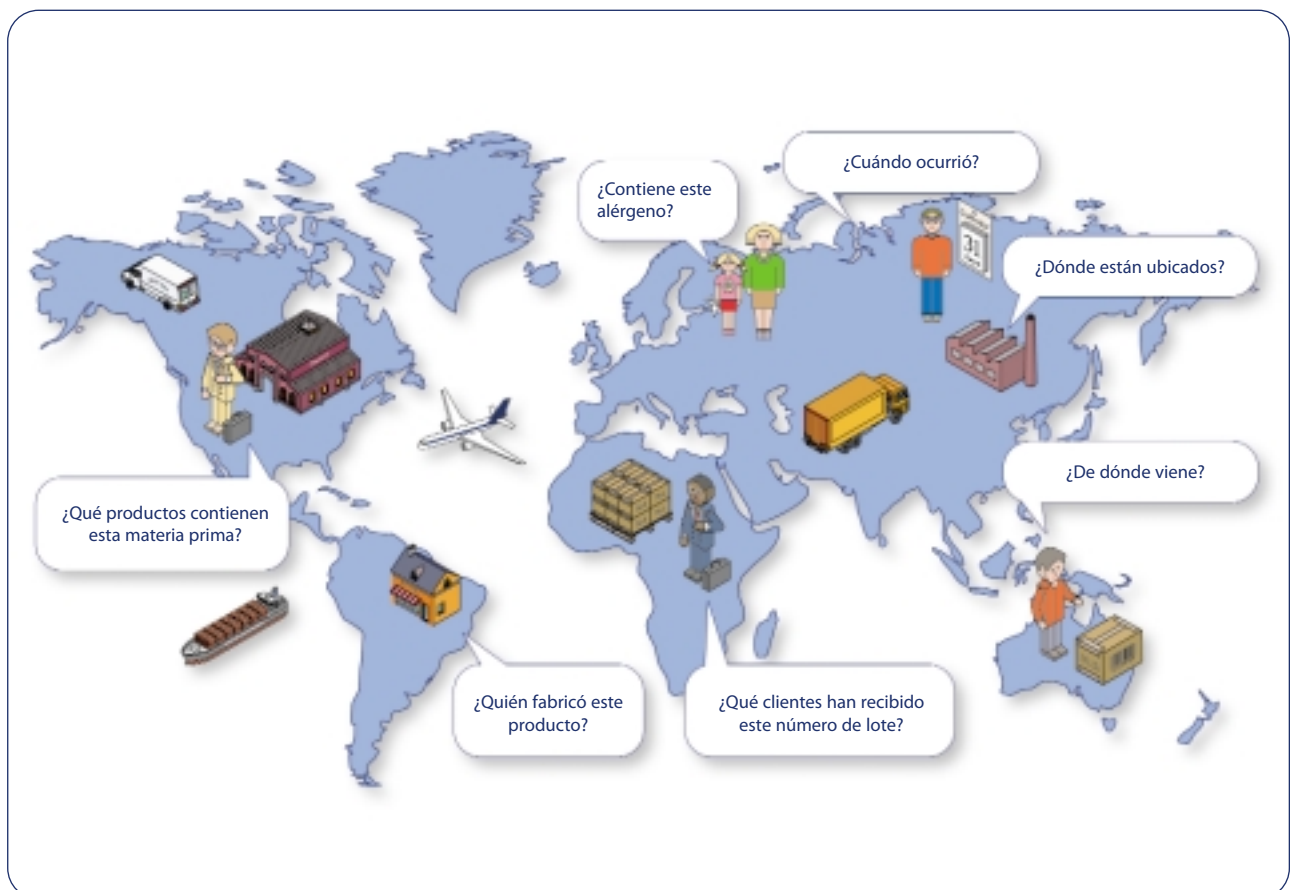 ¿Cuándo ocurrió?
¿Contiene este
alérgeno?
31
¿Dónde están ubicados?
¿De dónde viene?
¿Qué productos contienen
esta materia prima?
¿Quién fabricó este
producto?
¿Qué clientes han recibido
este número de lote?